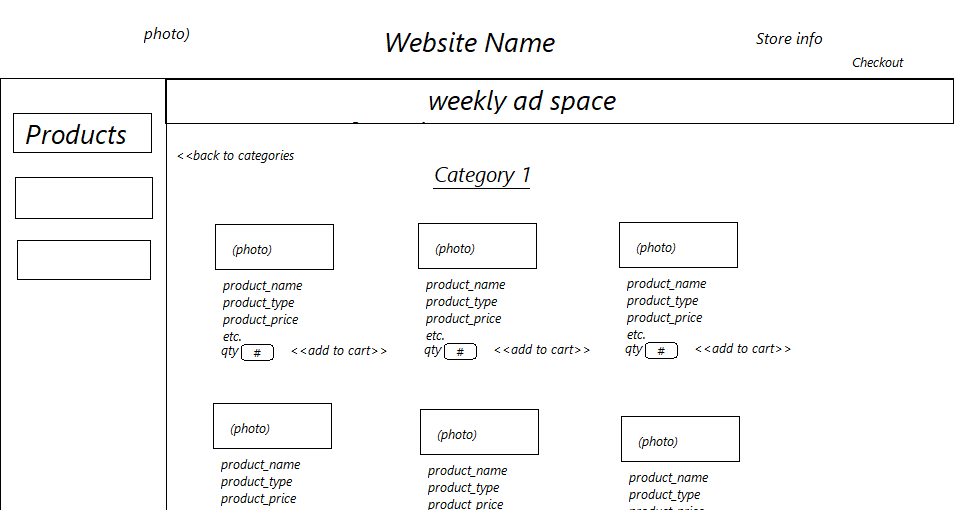 photo)
Website Name
Store info
Checkout
weekly ad space
Products
<<back to categories
Category 1
(photo)
product_name
product_type
product_price
etc.
qty # <<add to cart>>
(photo)
product_name
product_type
product_price
etc.
qty # <<add to cart>>
(photo)
product_name
product_type
product_price
etc.
qty # <<add to cart>>
(photo)
product_name
product_type
product_price
(photo)
product_name
product_type
product_price
(photo)
product_name
product_type